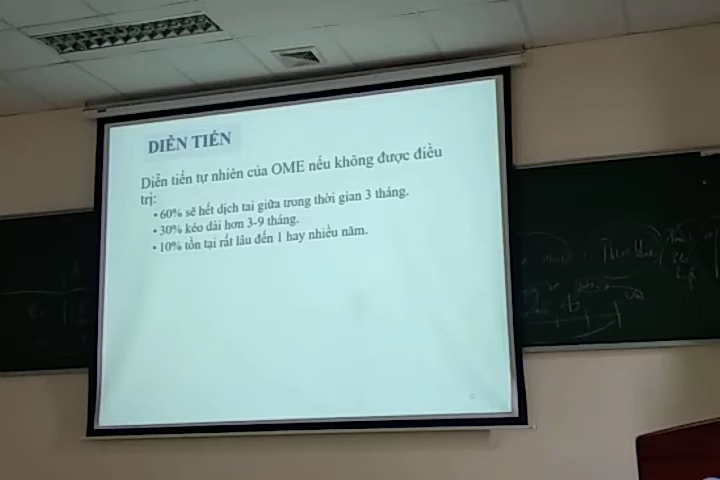 DIỄN TIẾN
Diễn tiến tự nhiên của OME nếu không được điều
trị:
• 60% sẽ hết dịch tai giữa trong thời gian 3 tháng.
• 30% kéo dài hơn 3-9 tháng.
• 10% tồn tại rất lâu đến 1 hay nhiều năm.